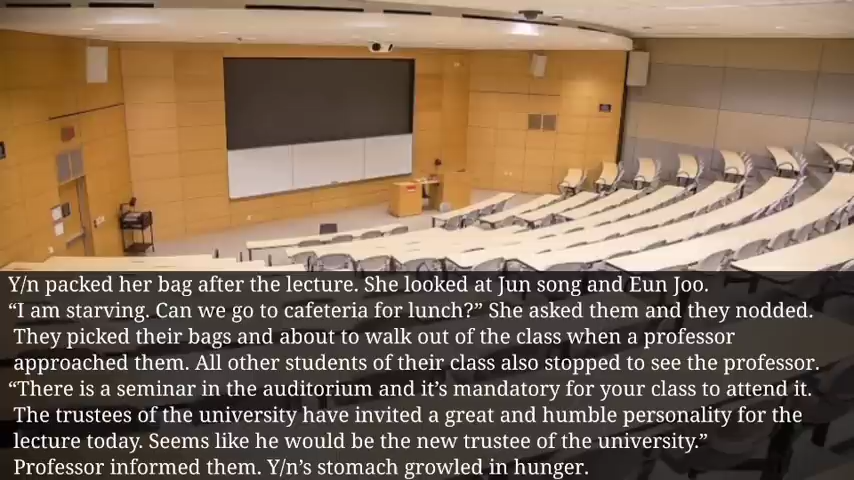 Y/n packed her bag after the lecture. She looked at Jun song and Eun Joo.
“I am starving. Can we go to cafeteria for lunch?” She asked them and they nodded.
They picked their bags and about to walk out of the class when a professor
approached them. All other students of their class also stopped to see the professor.
“There is a seminar in the auditorium and it’s mandatory for your class to attend it.
The trustees of the university have invited a great and humble personality for the
lecture today. Seems like he would be the new trustee of the university.”
Professor informed them. Y/n’s stomach growled in hunger.